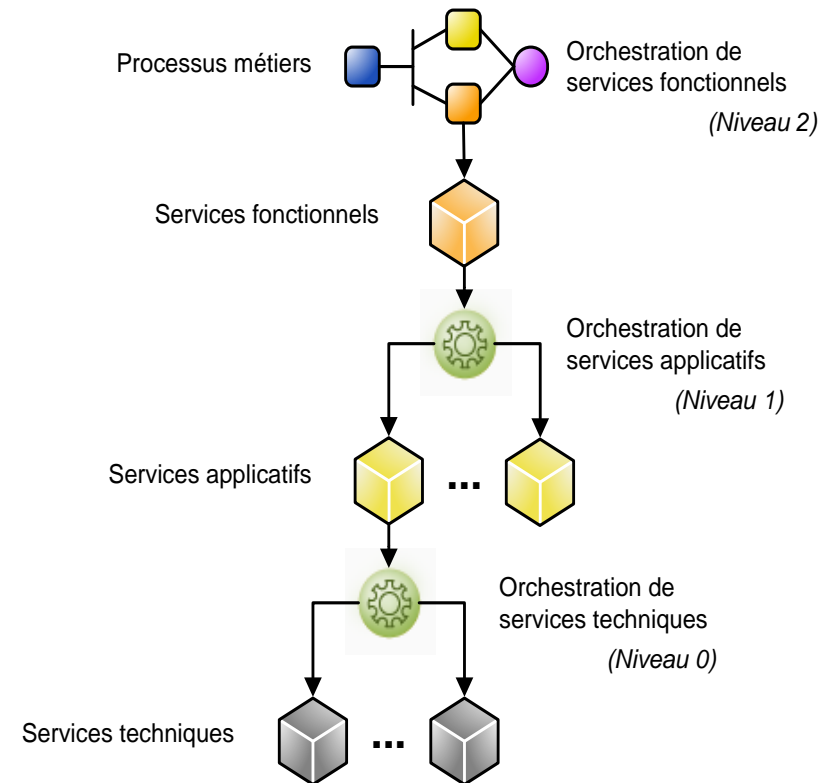 Processus métiers
Orchestration de
services fonctionnels
(Niveau 2)
Services fonctionnels
Orchestration de
services applicatifs
(Niveau 1)
Services applicatifs
...
Orchestration de
services techniques
(Niveau 0)
Services techniques
...